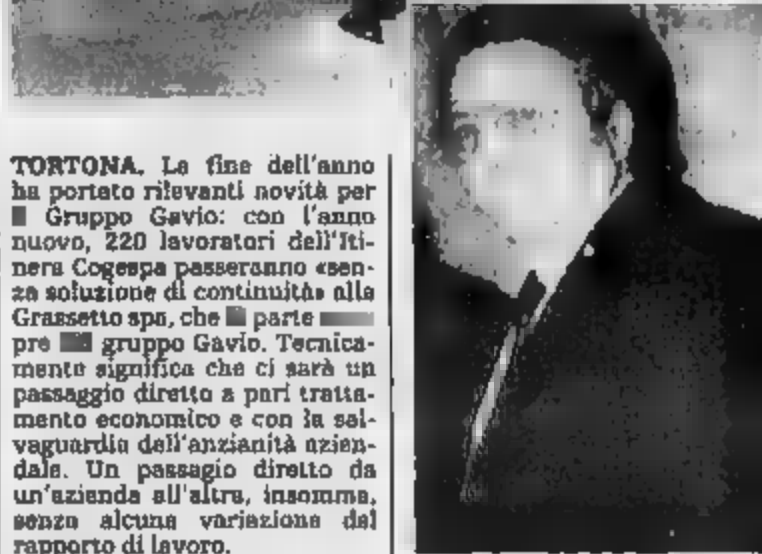 TORTONA. La fine dell'anno
ha portato rilevanti novità per
Gruppo Gavio: con l'anno
nuovo, 220 lavoratori dell'Iti-
nera Cogespa passeranno «sen-
za soluzione di continuità» alla
Grassetto spa, che parte
pre gruppo Gavio. Tecnica-
mente significa che ci sarà un
passaggio diretto a pari tratta-
mento economico e con la sal-
vaguardia dell'anzianità azien-
dale. Un passagio diretto da
un'azienda all'altra, insomma,
senza alcuna variazione del
rapporto di lavoro.